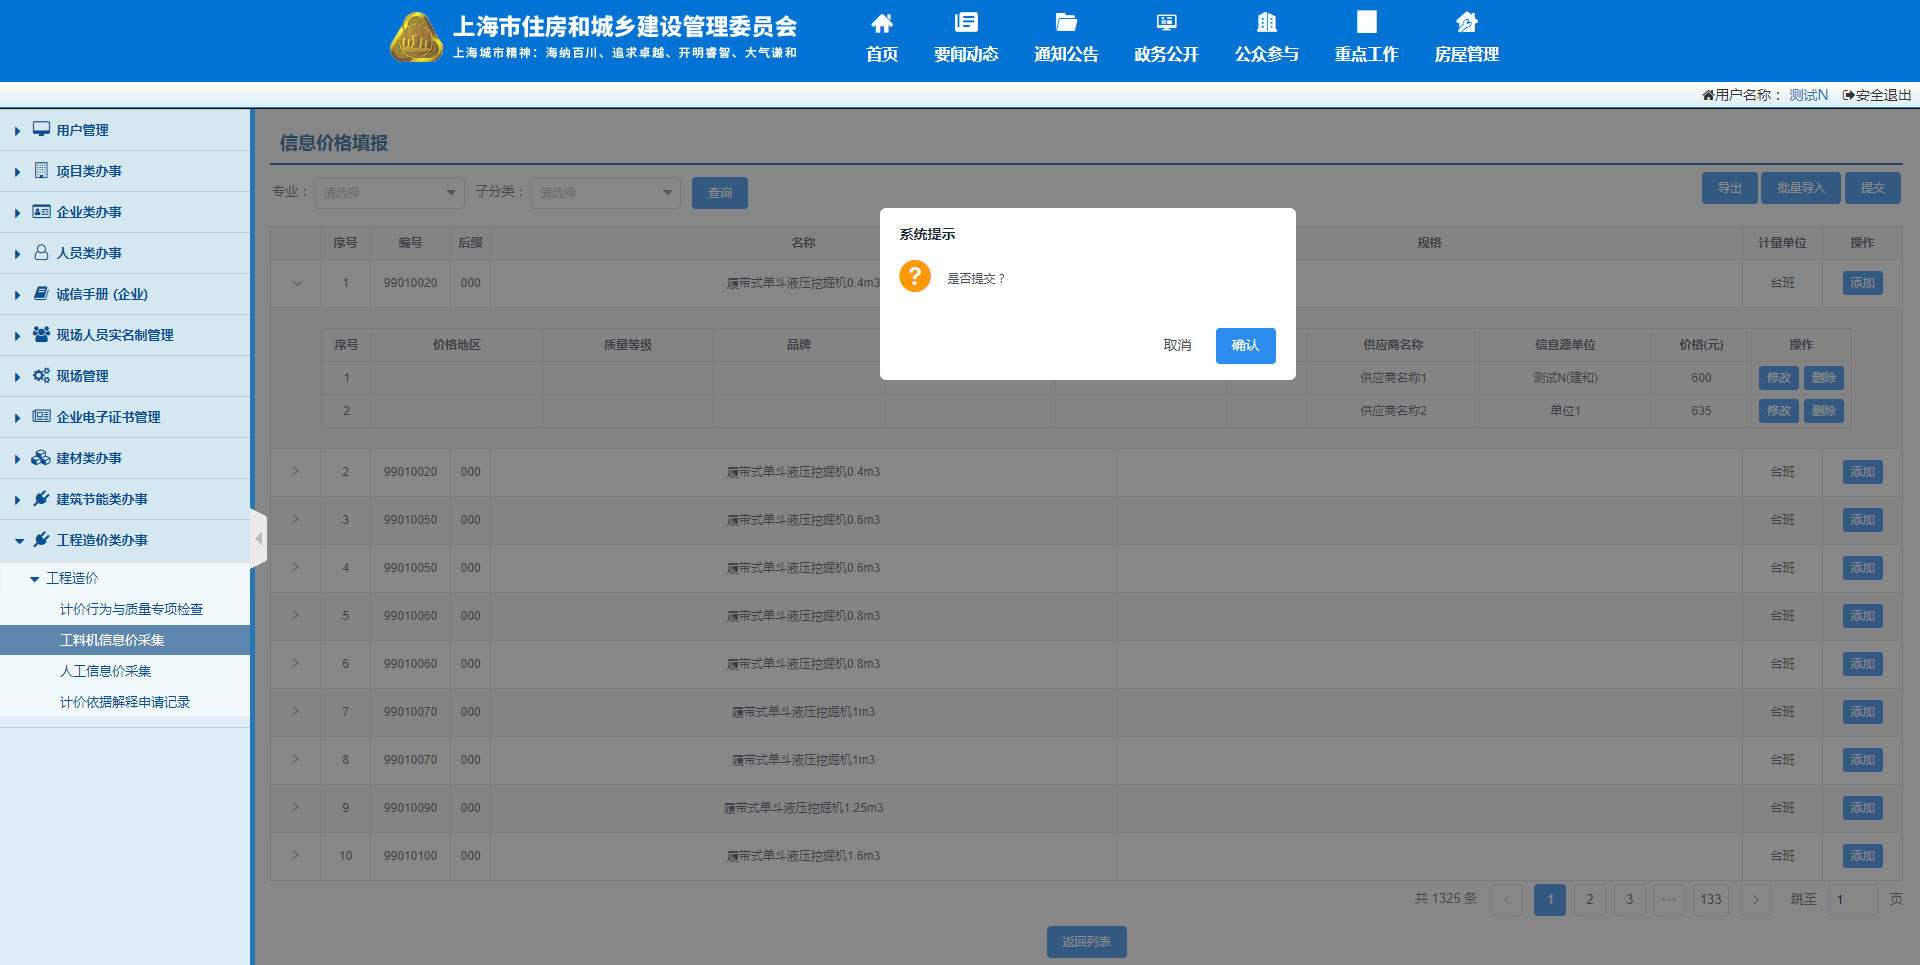 上海市住房和城乡建设管理委员会
上海城市精神：海纳百川、追求卓越、开明睿智、大气谦和
首页 要闻动态 通知公告 政务公开 公众参与 重点工作 房屋管理
用户名称： 测试N 安全退出
用户管理
项目类办事
企业类办事
人员类办事
诚信手册 (企业)
现场人员实名制管理
现场管理
企业电子证书管理
建材类办事
建筑节能类办事
工程造价类办事
工程造价
计价行为与质量专项检查
工料机信息价采集
人工信息价采集
计价依据解释申请记录
信息价格填报
专业： 请选择 子分类： 请选择 查询 导出 批量导入 提交
序号 编号 后缀 名称 规格 计量单位 操作
1 99010020 000 履带式单斗液压挖掘机0.4m3 台班 添加
序号 价格地区 质量等级 品牌 供应商名称 信息源单位 价格(元) 操作
1 供应商名称1 测试N(建和) 600 修改 删除
2 供应商名称2 单位1 635 修改 删除
2 99010020 000 履带式单斗液压挖掘机0.4m3 台班 添加
3 99010050 000 履带式单斗液压挖掘机0.6m3 台班 添加
4 99010050 000 履带式单斗液压挖掘机0.6m3 台班 添加
5 99010060 000 履带式单斗液压挖掘机0.8m3 台班 添加
6 99010060 000 履带式单斗液压挖掘机0.8m3 台班 添加
7 99010070 000 履带式单斗液压挖掘机1m3 台班 添加
8 99010070 000 履带式单斗液压挖掘机1m3 台班 添加
9 99010090 000 履带式单斗液压挖掘机1.25m3 台班 添加
10 99010100 000 履带式单斗液压挖掘机1.6m3 台班 添加
共 1325 条 1 2 3 ••• 133 跳至 1 页
返回列表
系统提示
是否提交？
取消 确认